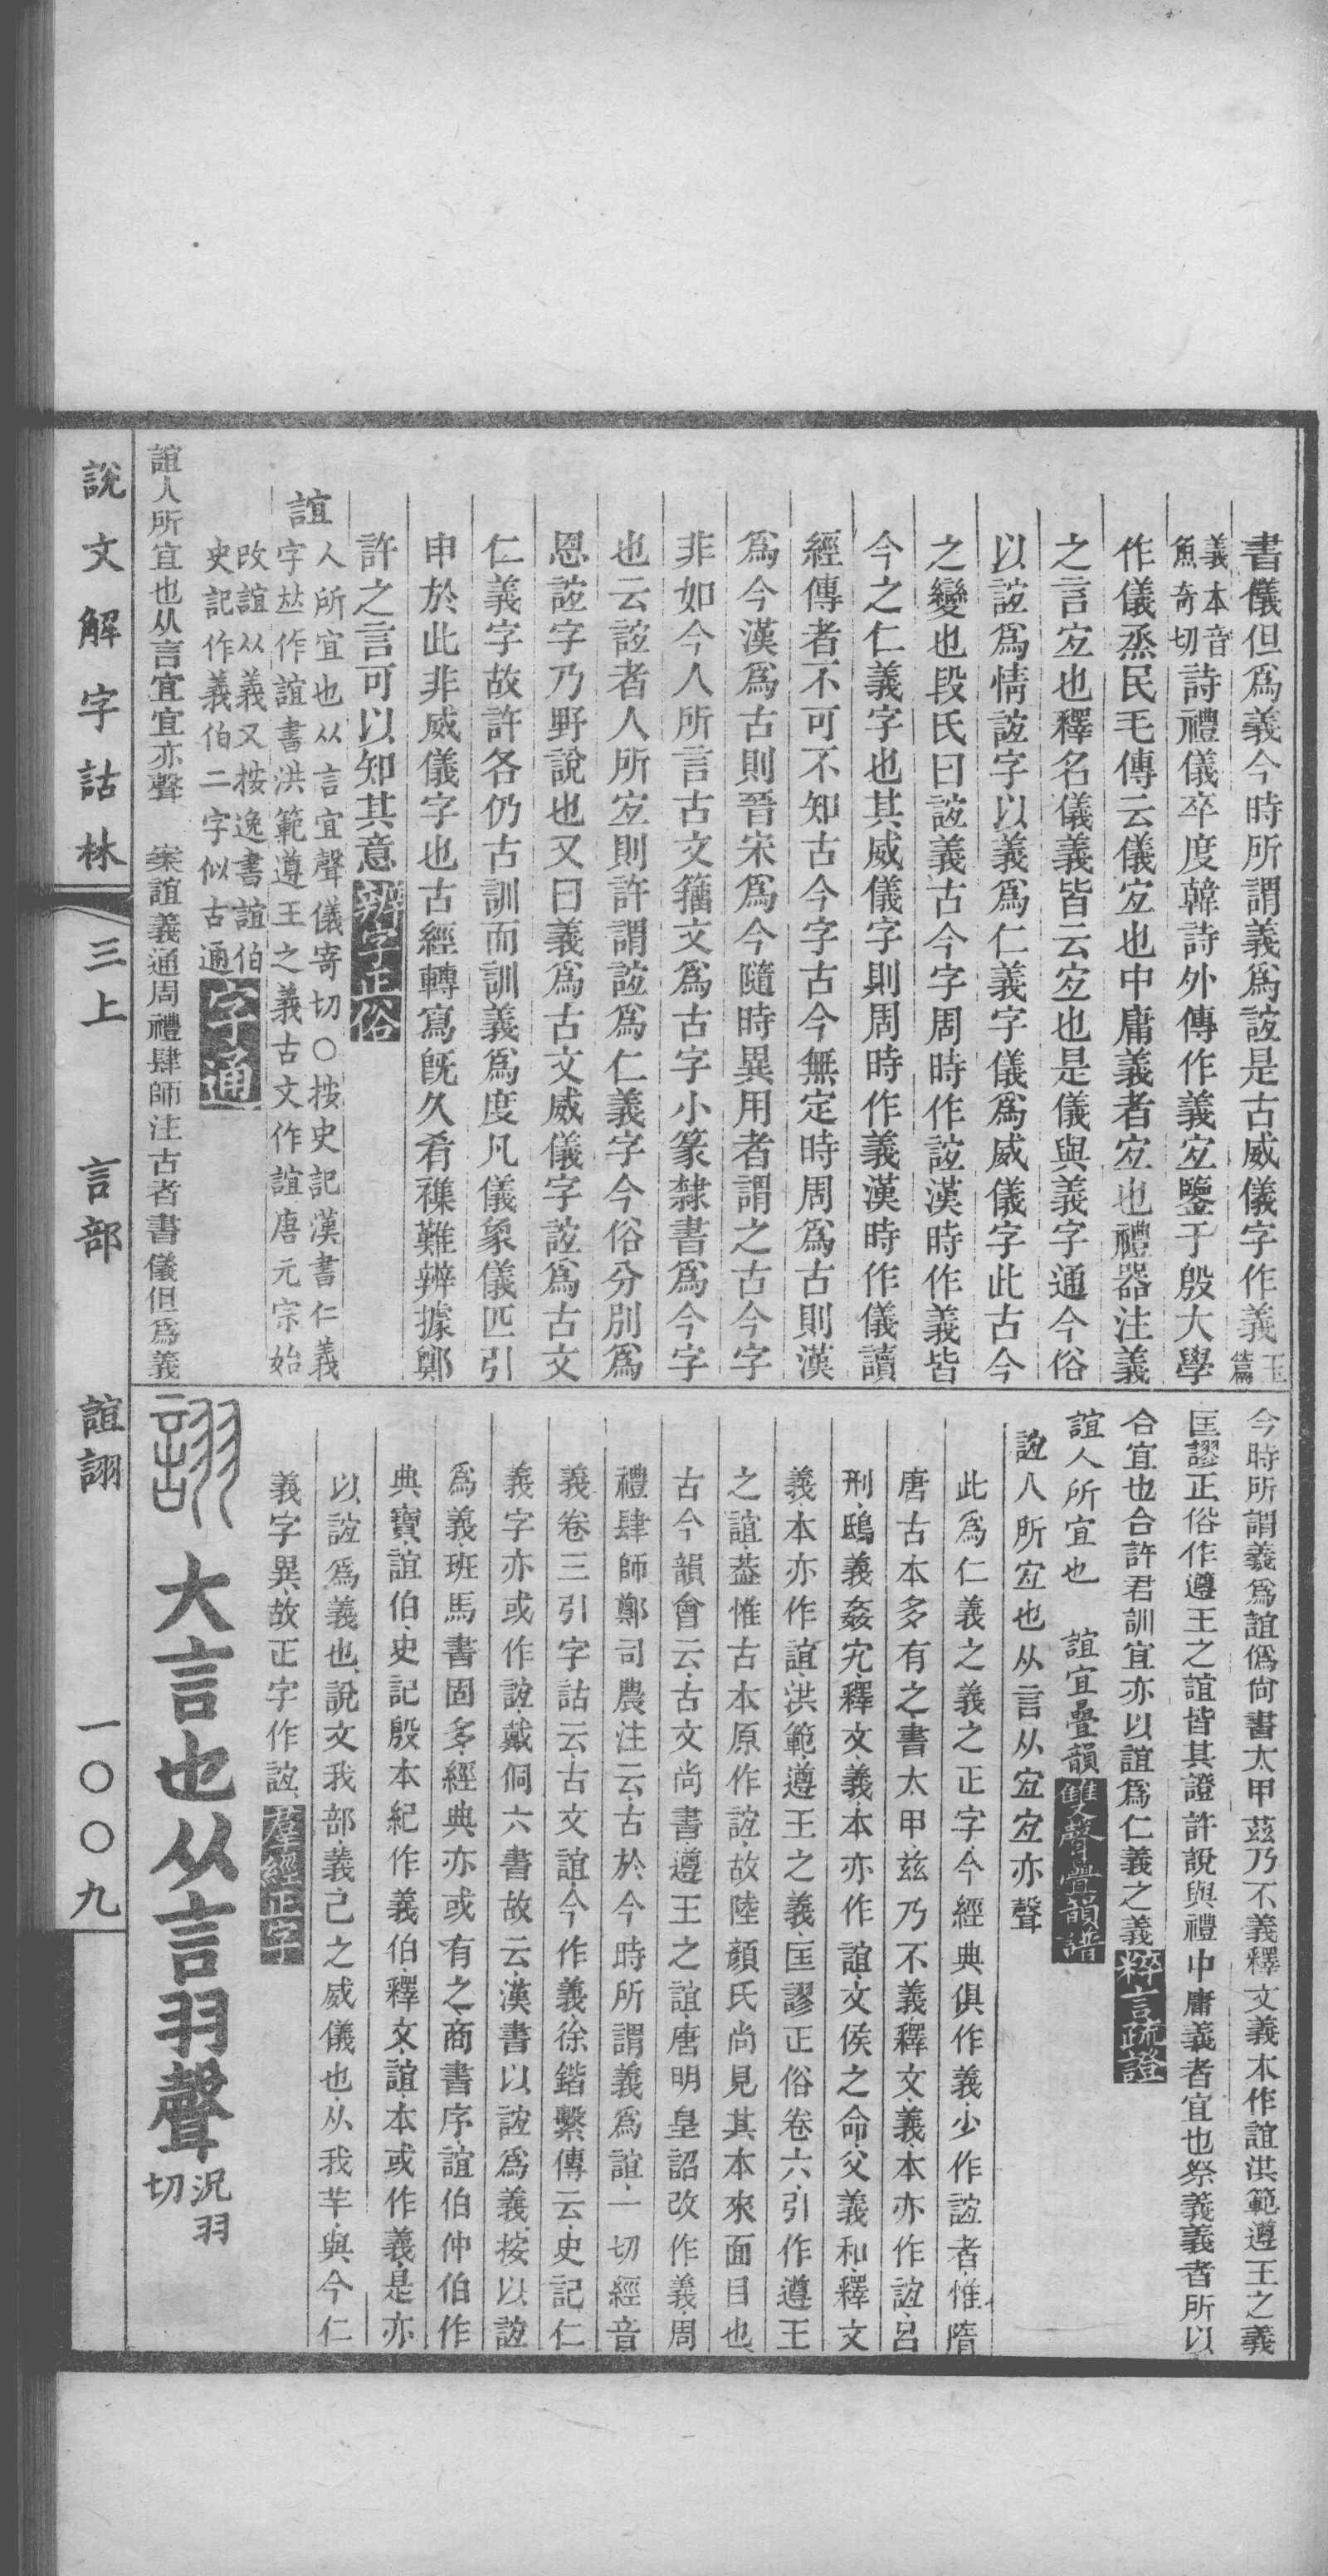 書儀但爲義今時所謂義爲𧧼是古威儀字作義玉篇
義本音魚奇切詩禮儀卒度韓詩外傳作義㝖鑒于殷大學
作儀烝民毛傳云儀㝖也中庸義者㝖也禮器注義
之言㝖也釋名儀義皆云㝖也是儀與義字通今俗
以𧧼爲情𧧼字以義爲仁義字儀爲威儀字此古今
之變也段氏曰𧧼義古今字周時作𧧼漢時作義皆
今之仁義字也其威儀字則周時作義漢時作儀讀
經傳者不可不知古今字古今無定時周爲古則漢
爲今漢爲古則晉宋爲今隨時異用者謂之古今字
非如今人所言古文籒文爲古字小篆隸書爲今字
也云𧧼者人所㝖則許謂𧧼爲仁義字今俗分別爲
恩𧧼字乃野說也又曰義爲古文威儀字𧧼爲古文
仁義字故許各仍古訓而訓義爲度凡儀象儀匹引
申於此非威儀字也古經轉寫旣久肴襍難辨據鄭
許之言可以知其意辨字正俗
誼人所宜也从言宜聲儀寄切○按史記漢書仁義
字𠀤作誼書洪範遵王之義古文作誼唐元宗始
改誼从義又按逸書誼伯
史記作義伯二字似古通字通
誼人所宜也从言宜宜亦聲 案誼義通周禮肆師注古者書儀但爲義
今時所謂義爲誼僞尙書太甲茲乃不義釋文義本作誼洪範遵王之義
匡謬正俗作遵王之誼皆其證許說與禮中庸義者宜也祭義義者所以
合宜也合許君訓宜亦以誼爲仁義之義粹言疏證
誼人所宜也 誼宜疊韻雙聲疊韻譜
𧧼人所㝖也从言从㝖㝖亦聲
此爲仁義之義之正字今經典俱作義少作𧧼者惟隋
唐古本多有之書太甲茲乃不義釋文義本亦作𧧼呂
刑鴟義姦宄釋文義本亦作誼文侯之命父義和釋文
義本亦作誼洪範遵王之義匡謬正俗卷六引作遵王
之誼葢惟古本原作𧧼故陸顏氏尚見其本來面目也
古今韻會云古文尚書遵王之誼唐明皇詔改作義周
禮肆師鄭司農注云古於今時所謂義爲誼一切經音
義卷三引字詁云古文誼今作義徐鍇繫傳云史記仁
義字亦或作𧧼戴侗六書故云漢書以𧧼爲義按以𧧼
爲義班馬書固多經典亦或有之商書序誼伯仲伯作
典寶誼伯史記殷本紀作義伯釋文誼本或作義是亦
以𧧼爲義也說文我部義己之威儀也从我羊與今仁
義字異故正字作𧧼羣經正字
詡
大言也从言羽聲況羽切
說文解字詁林 三上 言部 誼詡 一〇〇九